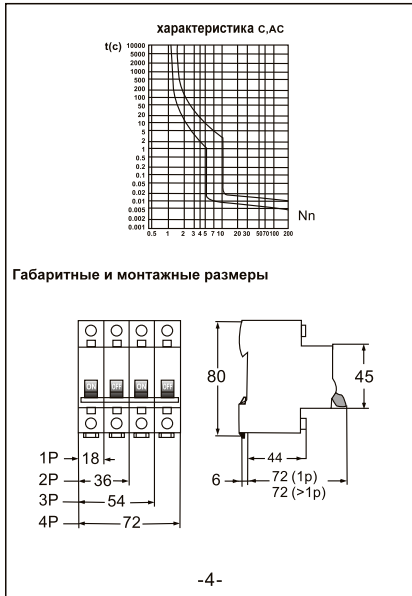 характеристика C,AC
t(c)
10000
5000
2000
1000
500
200
100
50
20
10
5
2
1
0.5
0.2
0.1
0.05
0.02
0.01
0.005
0.002
0.001
Nn
0.5 1 2 3 4 5 7 10 20 30 50 70 100 200
Габаритные и монтажные размеры
ON OFF ON OFF
1P 18
2P 36
3P 54
4P 72
80
45
44
6
72 (1p)
72 (>1p)
-4-